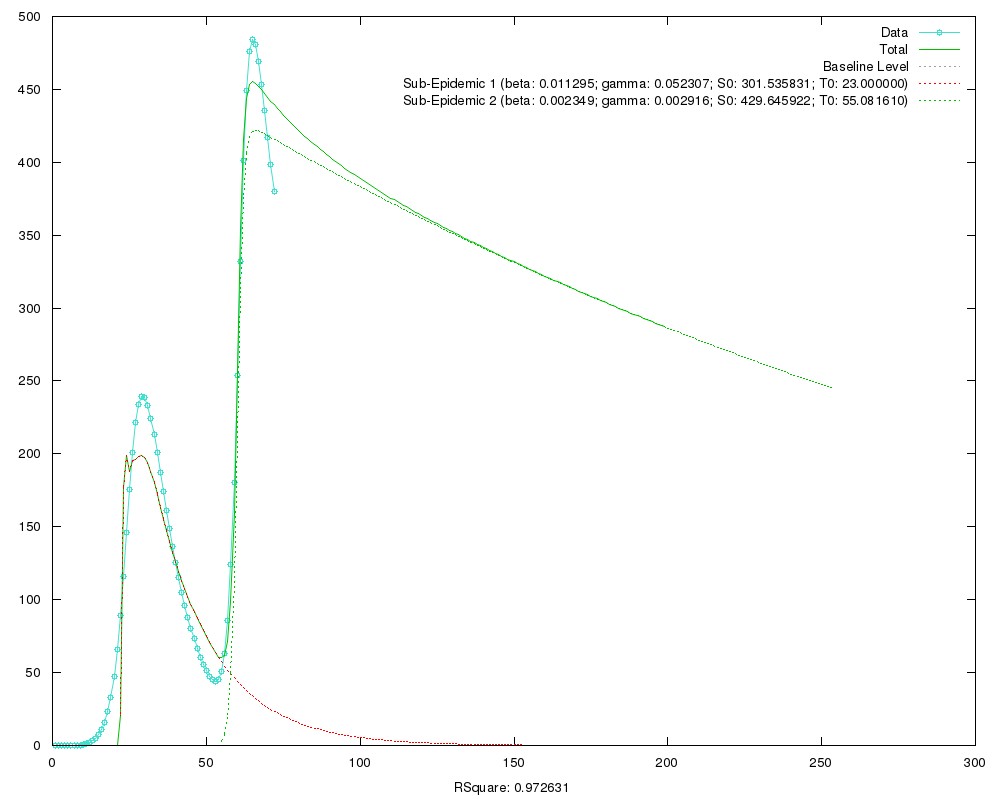 500
450
400
350
300
250
200
150
100
50
0
0 50 100 150 200 250 300
Data
Total
Baseline Level
Sub-Epidemic 1 (beta: 0.011295; gamma: 0.052307; S0: 301.535831; T0: 23.000000)
Sub-Epidemic 2 (beta: 0.002349; gamma: 0.002916; S0: 429.645922; T0: 55.081610)
RSquare: 0.972631